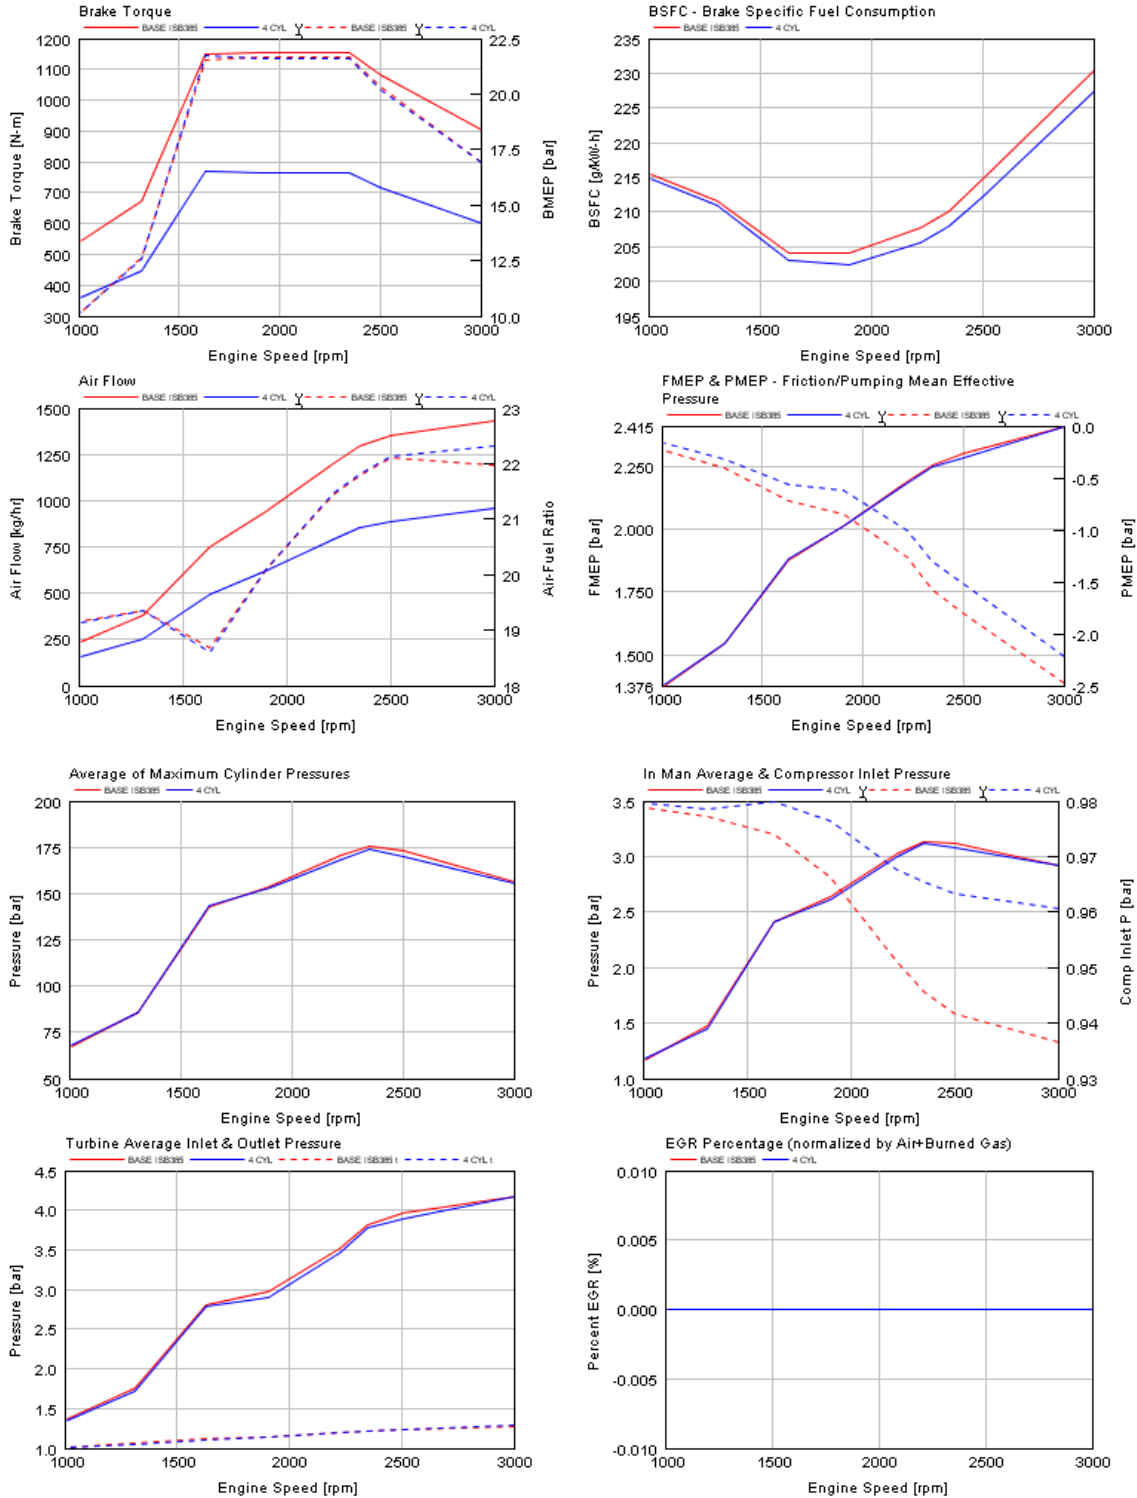 Brake Torque
BASE ISB385 4 CYL BASE ISB385 4 CYL
1200
1100
1000
900
800
700
600
500
400
300
22.5
20.0
17.5
15.0
12.5
10.0
Brake Torque [N-m]
BMEP [bar]
1000 1500 2000 2500 3000
Engine Speed [rpm]
BSFC - Brake Specific Fuel Consumption
BASE ISB385 4 CYL
235
230
225
220
215
210
205
200
195
BSFC [g/kW-h]
1000 1500 2000 2500 3000
Engine Speed [rpm]
Air Flow
BASE ISB385 4 CYL BASE ISB385 4 CYL
1500
1250
1000
750
500
250
0
23
22
21
20
19
18
Air Flow [kg/hr]
Air-Fuel Ratio
1000 1500 2000 2500 3000
Engine Speed [rpm]
FMEP & PMEP - Friction/Pumping Mean Effective
Pressure
BASE ISB385 4 CYL BASE ISB385 4 CYL
2.415
2.250
2.000
1.750
1.500
1.376
0.0
-0.5
-1.0
-1.5
-2.0
-2.5
FMEP [bar]
PMEP [bar]
1000 1500 2000 2500 3000
Engine Speed [rpm]
Average of Maximum Cylinder Pressures
BASE ISB385 4 CYL
200
175
150
125
100
75
50
Pressure [bar]
1000 1500 2000 2500 3000
Engine Speed [rpm]
In Man Average & Compressor Inlet Pressure
BASE ISB385 4 CYL BASE ISB385 4 CYL
3.5
3.0
2.5
2.0
1.5
1.0
0.98
0.97
0.96
0.95
0.94
0.93
Pressure [bar]
Comp Inlet P [bar]
1000 1500 2000 2500 3000
Engine Speed [rpm]
Turbine Average Inlet & Outlet Pressure
BASE ISB385 4 CYL BASE ISB385 t 4 CYL t
4.5
4.0
3.5
3.0
2.5
2.0
1.5
1.0
Pressure [bar]
1000 1500 2000 2500 3000
Engine Speed [rpm]
EGR Percentage (normalized by Air+Burned Gas)
BASE ISB385 4 CYL
0.010
0.005
0.000
-0.005
-0.010
Percent EGR [%]
1000 1500 2000 2500 3000
Engine Speed [rpm]